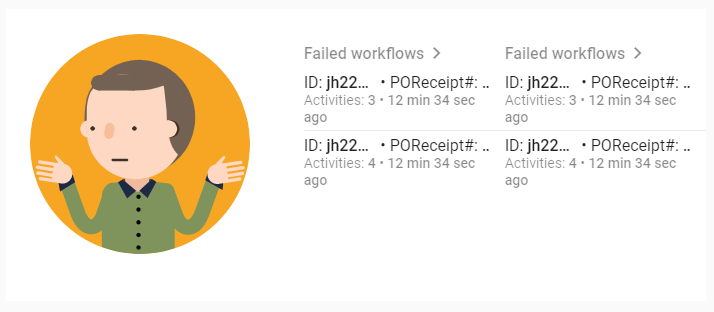 Failed workflows
ID: jh22... • POReceipt#: ..
Activities: 3 • 12 min 34 sec
ago
ID: jh22... • POReceipt#: ..
Activities: 4 • 12 min 34 sec
ago
Failed workflows
ID: jh22... • POReceipt#: ..
Activities: 3 • 12 min 34 sec
ago
ID: jh22... • POReceipt#: ..
Activities: 4 • 12 min 34 sec
ago